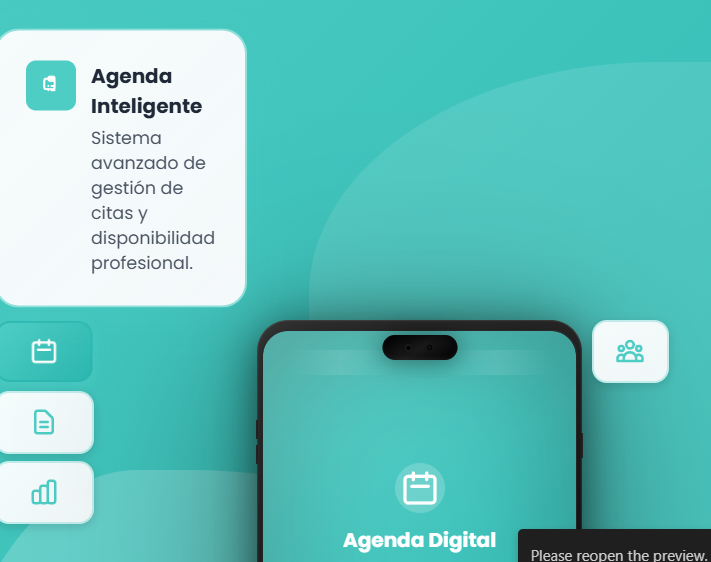 Agenda
Inteligente
Sistema
avanzado de
gestión de
citas y
disponibilidad
profesional.
Agenda Digital
Please reopen the preview.